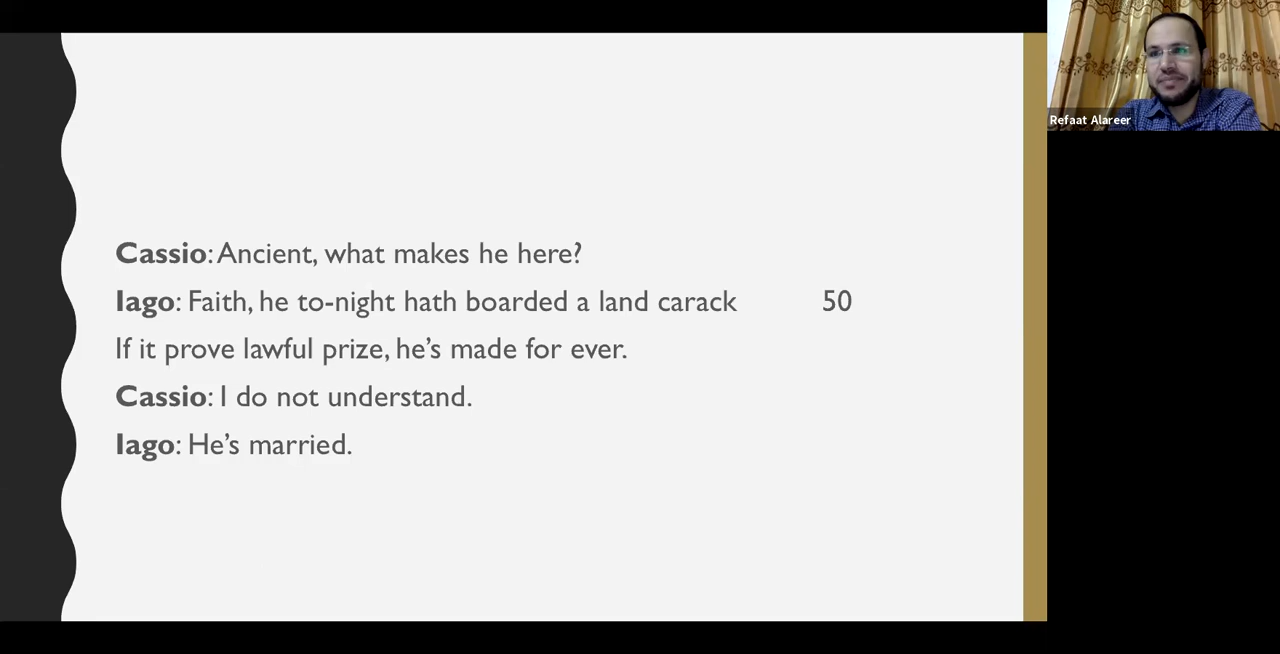 Cassio: Ancient, what makes he here?
Iago: Faith, he to-night hath boarded a land carack 50
If it prove lawful prize, he’s made for ever.
Cassio: I do not understand.
Iago: He’s married.
Refaat Alareer